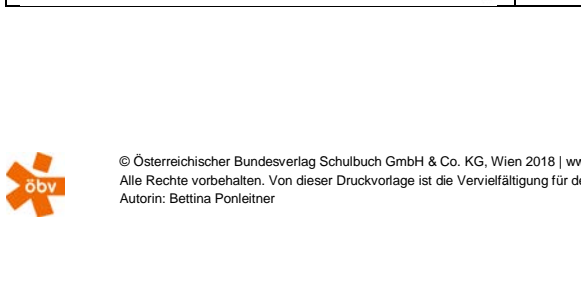 © Österreichischer Bundesverlag Schulbuch GmbH & Co. KG, Wien 2018 |
öbv
Alle Rechte vorbehalten. Von dieser Druckvorlage ist die Vervielfältigung für
Autorin: Bettina Ponleitner